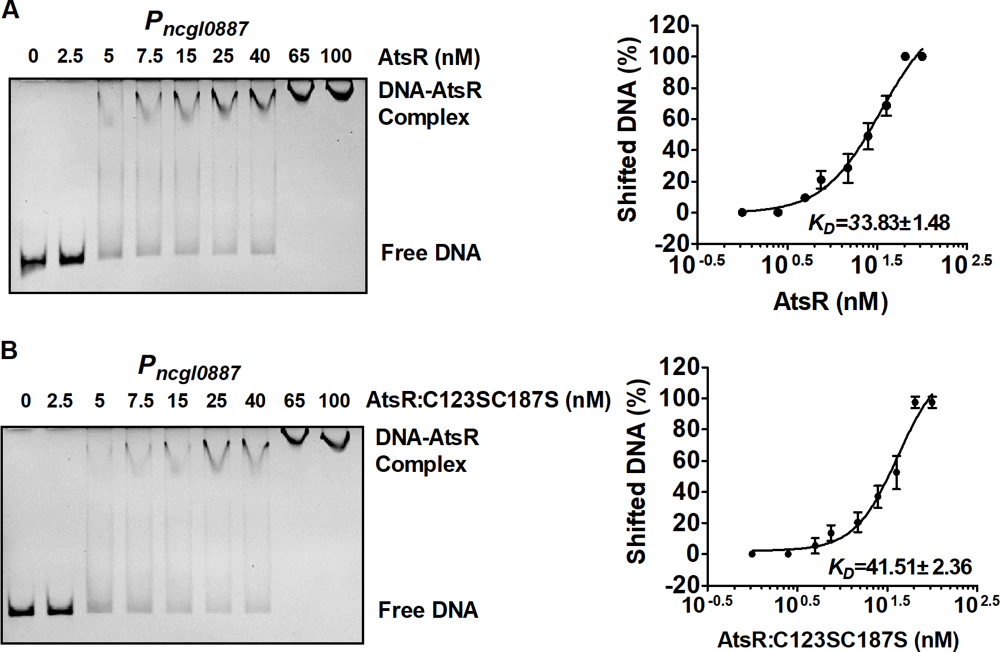 A
Pncgl0887
0 2.5 5 7.5 15 25 40 65 100 AtsR (nM)
DNA-AtsR
Complex
Free DNA
Shifted DNA (%)
120
100
80
60
40
20
0
-20
KD=33.83±1.48
10-0.5 100.5 101.5 102.5
AtsR (nM)
B
Pncgl0887
0 2.5 5 7.5 15 25 40 65 100 AtsR:C123SC187S (nM)
DNA-AtsR
Complex
Free DNA
Shifted DNA (%)
120
100
80
60
40
20
0
-20
KD=41.51±2.36
10-0.5 100.5 101.5 102.5
AtsR:C123SC187S (nM)